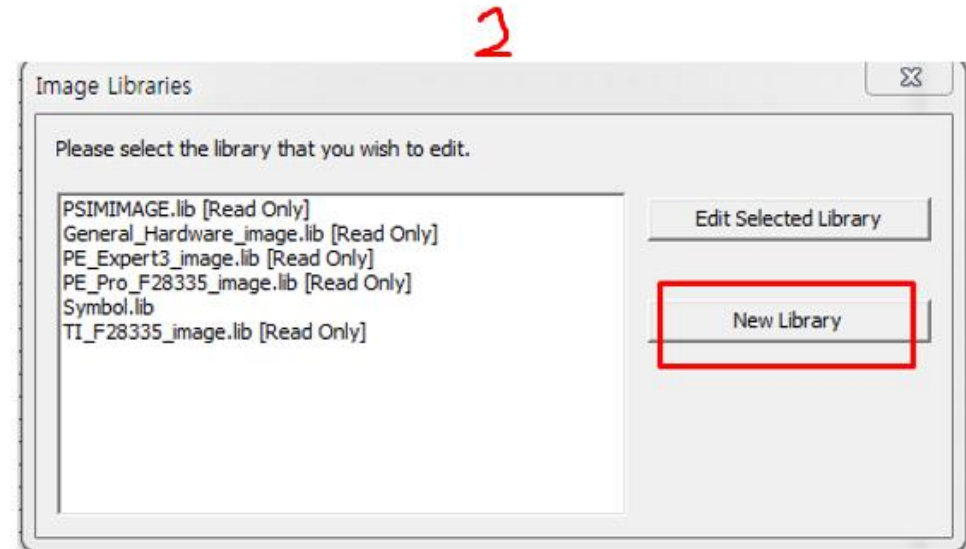 2
Image Libraries
Please select the library that you wish to edit.
PSIMIMAGE.lib [Read Only]
General_Hardware_image.lib [Read Only]
PE_Expert3_image.lib [Read Only]
PE_Pro_F28335_image.lib [Read Only]
Symbol.lib
TI_F28335_image.lib [Read Only]
Edit Selected Library
New Library